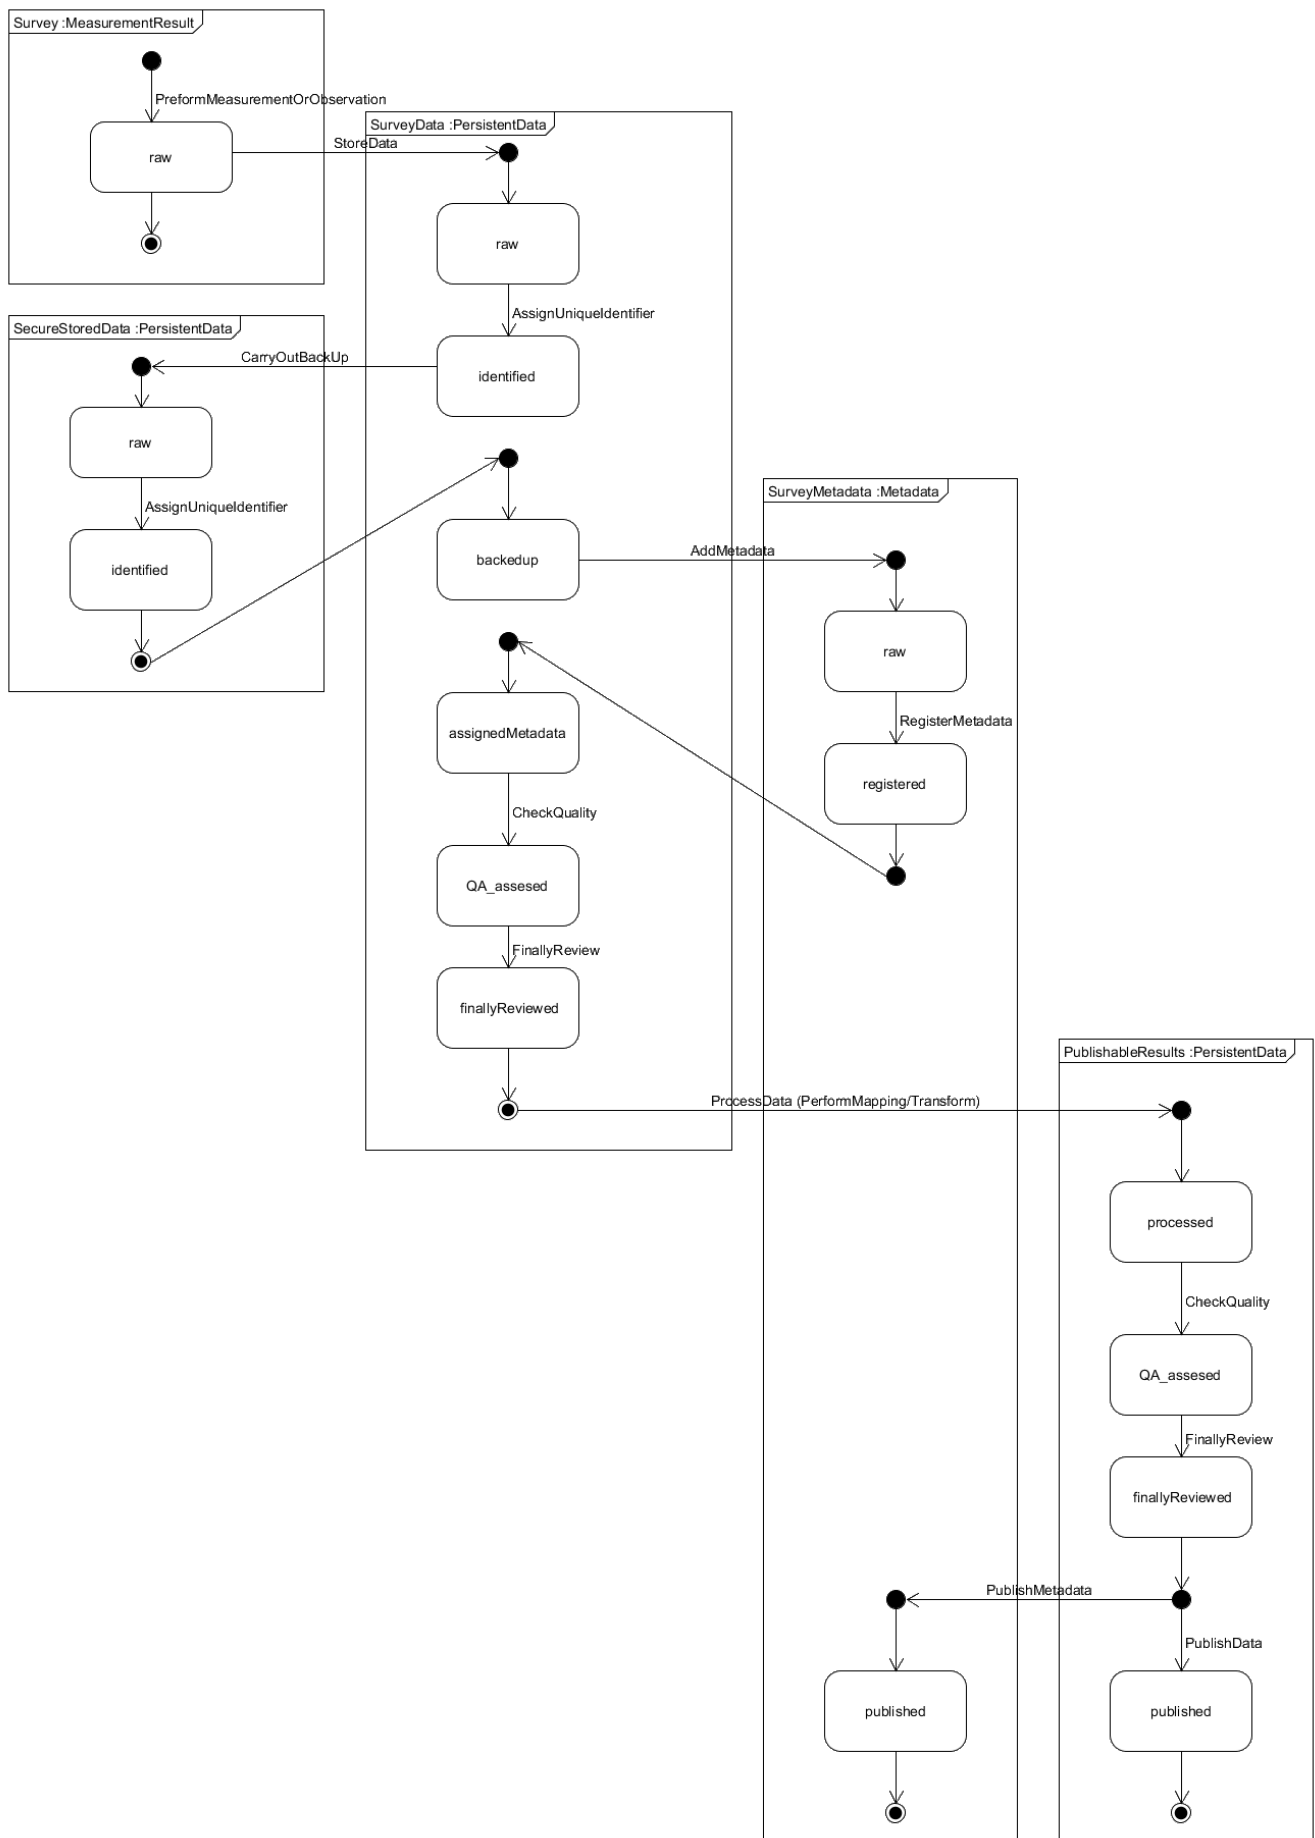 Survey :MeasurementResult
PreformMeasurementOrObservation
raw
SurveyData :PersistentData
StoreData
raw
AssignUniqueIdentifier
identified
SecureStoredData :PersistentData
CarryOutBackUp
raw
AssignUniqueIdentifier
identified
backedup
SurveyMetadata :Metadata
AddMetadata
raw
RegisterMetadata
registered
assignedMetadata
CheckQuality
QA_assesed
FinallyReview
finallyReviewed
PublishableResults :PersistentData
ProcessData (PerformMapping/Transform)
processed
CheckQuality
QA_assesed
FinallyReview
finallyReviewed
PublishMetadata
PublishData
published
published